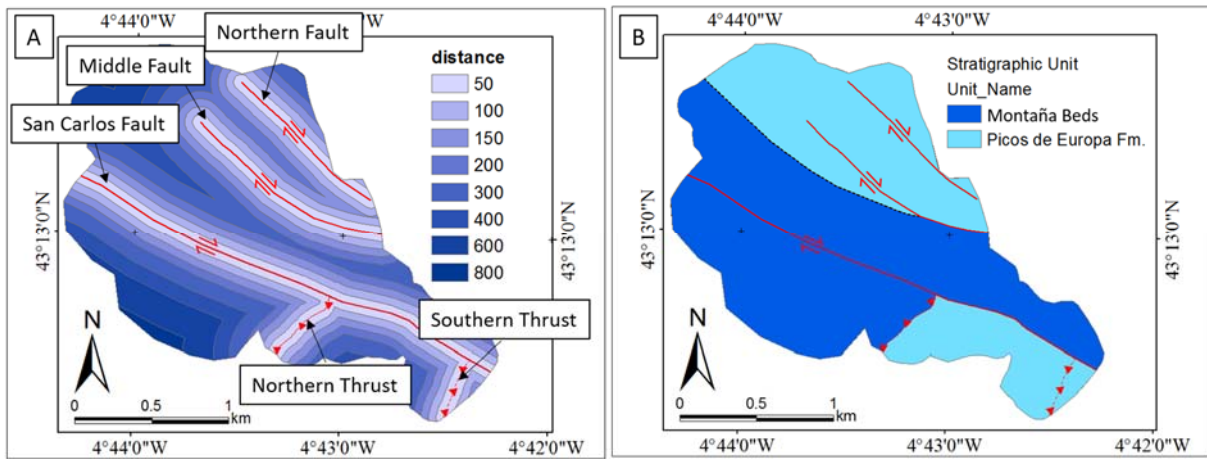 4°44'0"W
4°43'0"W
A
Northern Fault
Middle Fault
San Carlos Fault
distance
50
100
150
200
300
400
600
800
43°13'0"N
43°13'0"N
N
Southern Thrust
Northern Thrust
0 0.5 1
km
4°44'0"W
4°43'0"W
4°42'0"W
4°44'0"W
4°43'0"W
B
Stratigraphic Unit
Unit_Name
Montaña Beds
Picos de Europa Fm.
43°13'0"N
43°13'0"N
N
0 0.5 1
km
4°44'0"W
4°43'0"W
4°42'0"W